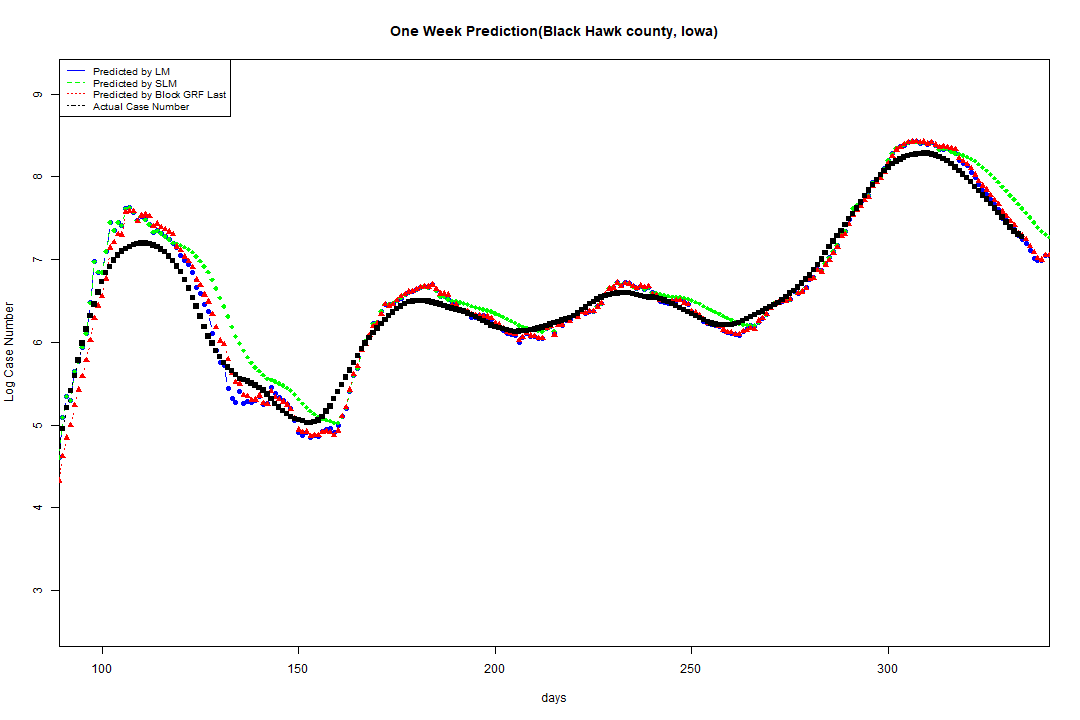 One Week Prediction(Black Hawk county, Iowa)
Predicted by LM
Predicted by SLM
Predicted by Block GRF Last
Actual Case Number
9
8
7
6
5
4
3
Log Case Number
100 150 200 250 300
days